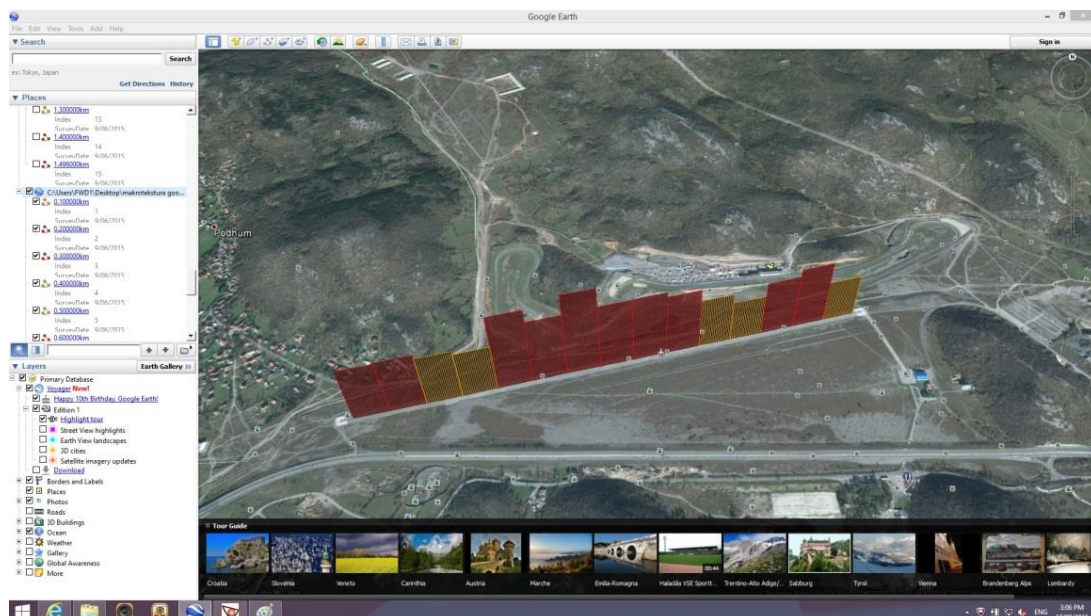 Google Earth
File Edit View Tools Add Help
Search
Sign in
Search
ex: Tokyo, Japan
Get Directions History
Places
1.300000km
Index 13
SurveyDate 9/06/2015
1.400000km
Index 14
SurveyDate 9/06/2015
1.496000km
Index 15
SurveyDate 9/06/2015
C:\Users\FWD1\Desktop\makrotekstura goo...
0.100000km
Index 1
SurveyDate 9/06/2015
0.200000km
Index 2
SurveyDate 9/06/2015
0.300000km
Index 3
SurveyDate 9/06/2015
0.400000km
Index 4
SurveyDate 9/06/2015
0.500000km
Index 5
SurveyDate 9/06/2015
0.600000km
Layers
Earth Gallery >>
Primary Database
Voyager New!
Happy 10th Birthday, Google Earth!
Edition 1
Highlight tour
Street View highlights
Earth View landscapes
3D cities
Satellite imagery updates
Download
Borders and Labels
Places
Photos
Roads
3D Buildings
Ocean
Weather
Gallery
Global Awareness
More
Podhum
N
Tour Guide
00:44
Croatia Slovenia Veneto Carinthia Austria Marche Emilia-Romagna Haladás VSE Sportt... Trentino-Alto Adige/... Salzburg Tyrol Vienna Brandenberg Alps Lombardy
ENG 3:06 PM